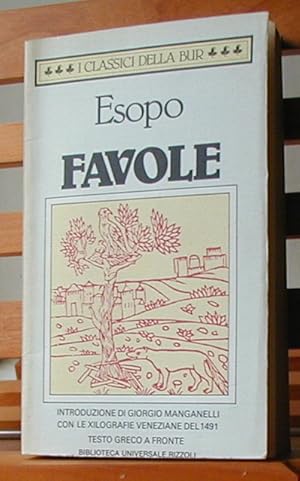 I CLASSICI DELLA BUR
Esopo
FAVOLE
INTRODUZIONE DI GIORGIO MANGANELLI
CON LE XILOGRAFIE VENEZIANE DEL 1491
TESTO GRECO A FRONTE
BIBLIOTECA UNIVERSALE RIZZOLI